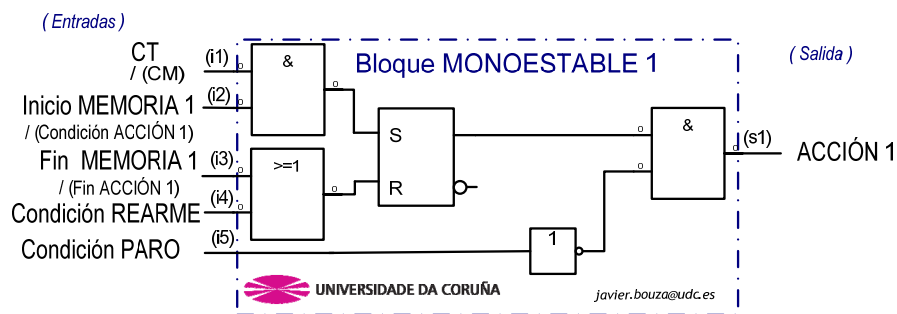 ( Entradas )
CT (i1)
/ (CM)
Inicio MEMORIA 1 (i2)
/ (Condición ACCIÓN 1)
Fin MEMORIA 1 (i3)
/ (Fin ACCIÓN 1)
Condición REARME (i4)
Condición PARO (i5)
Bloque MONOESTABLE 1
&
>=1
S
R
1
&
( Salida )
(s1) ACCIÓN 1
UNIVERSIDADE DA CORUÑA
javier.bouza@udc.es